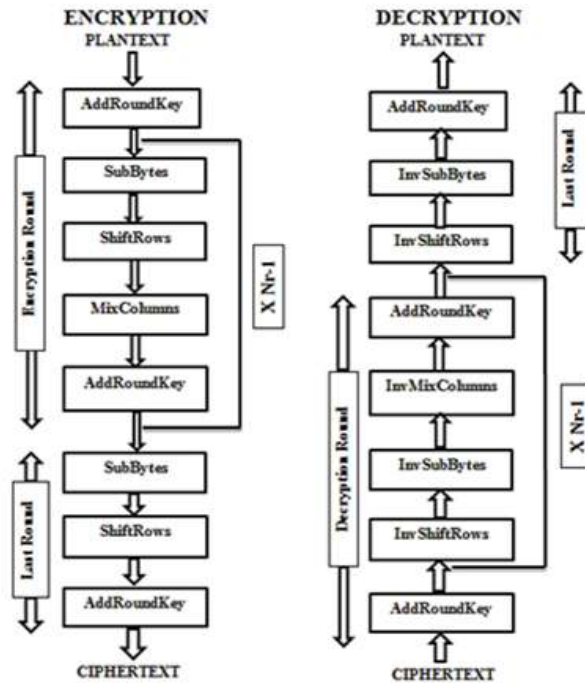 ENCRYPTION
PLANTEXT
AddRoundKey
SubBytes
ShiftRows
MixColumns
AddRoundKey
SubBytes
ShiftRows
AddRoundKey
CIPHERTEXT
Encryption Round
Last Round
X Nr-1
DECRYPTION
PLANTEXT
AddRoundKey
InvSubBytes
InvShiftRows
AddRoundKey
InvMixColumns
InvSubBytes
InvShiftRows
AddRoundKey
CIPHERTEXT
Last Round
Decryption Round
X Nr-1